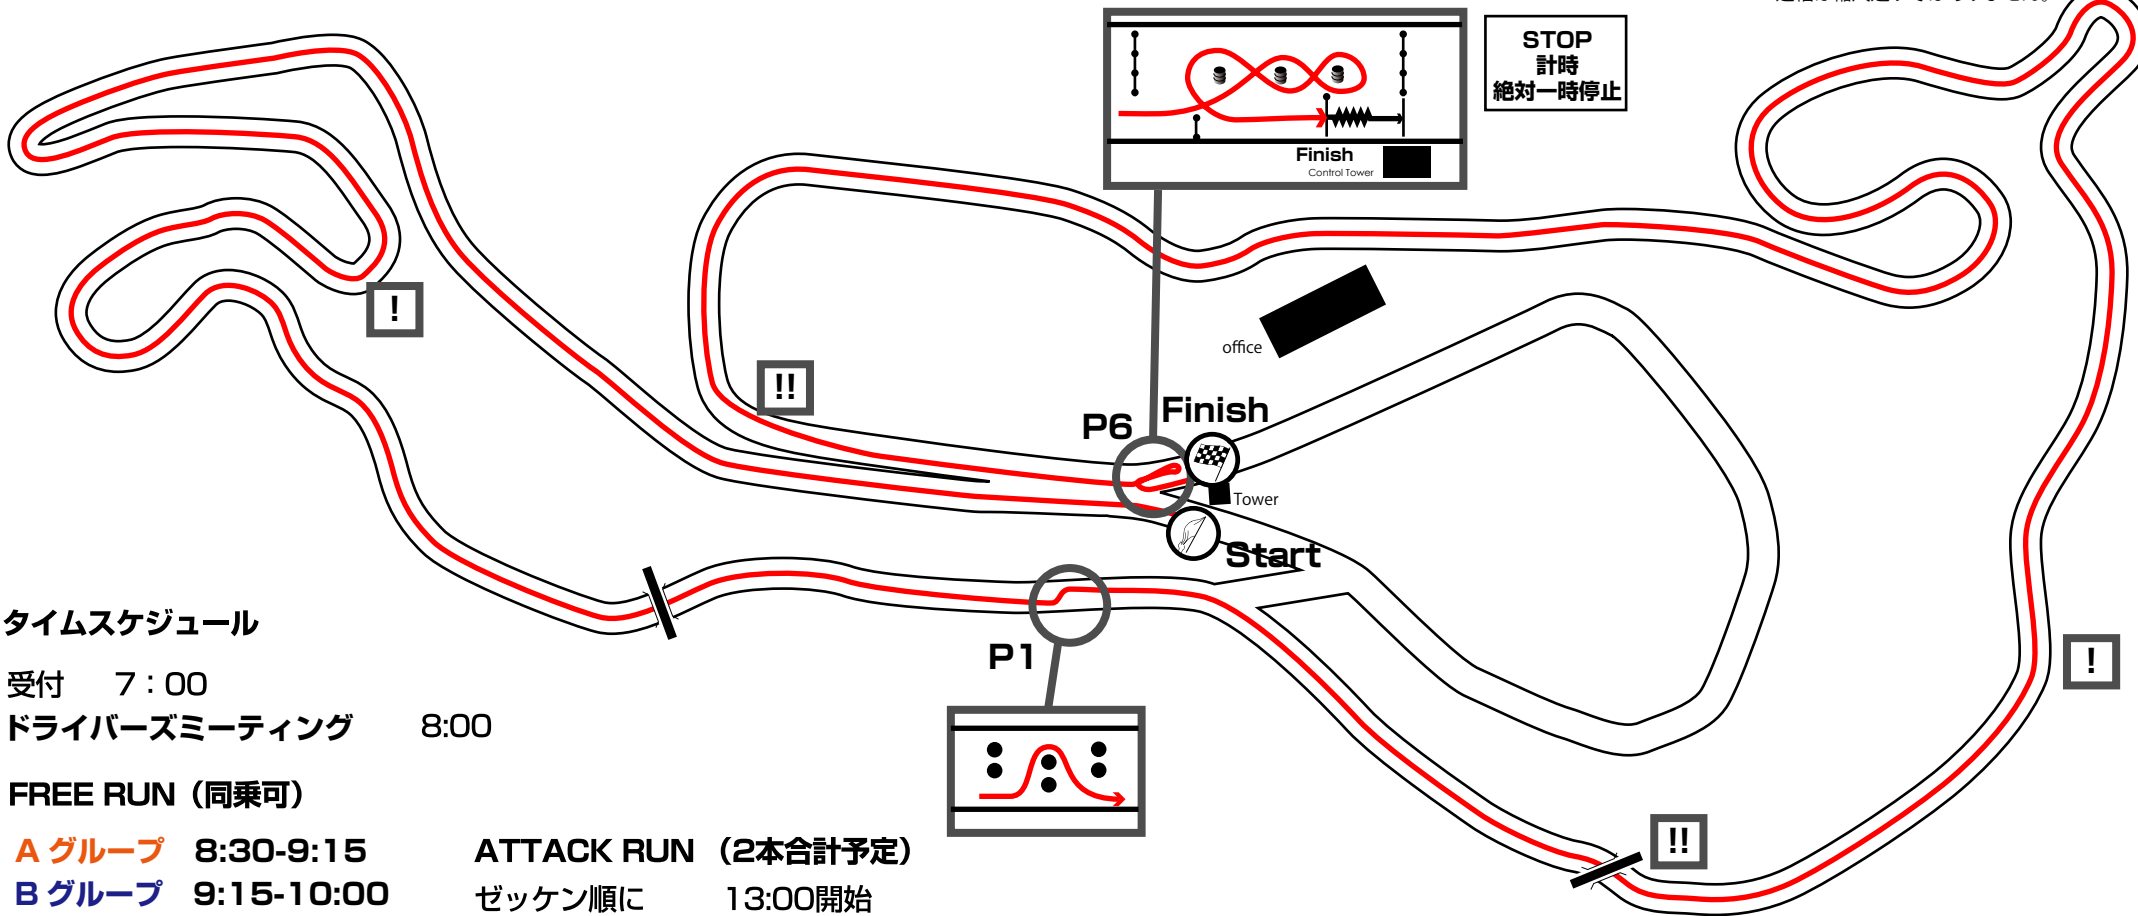 STOP
計時
絶対一時停止
Finish
Control Tower
!
!!
office
P6
Finish
Tower
Start
P1
!
!!
タイムスケジュール
受付 7：00
ドライバーズミーティング 8:00
FREE RUN（同乗可）
A グループ 8:30-9:15
B グループ 9:15-10:00
ATTACK RUN （2本合計予定）
ゼッケン順に 13:00開始